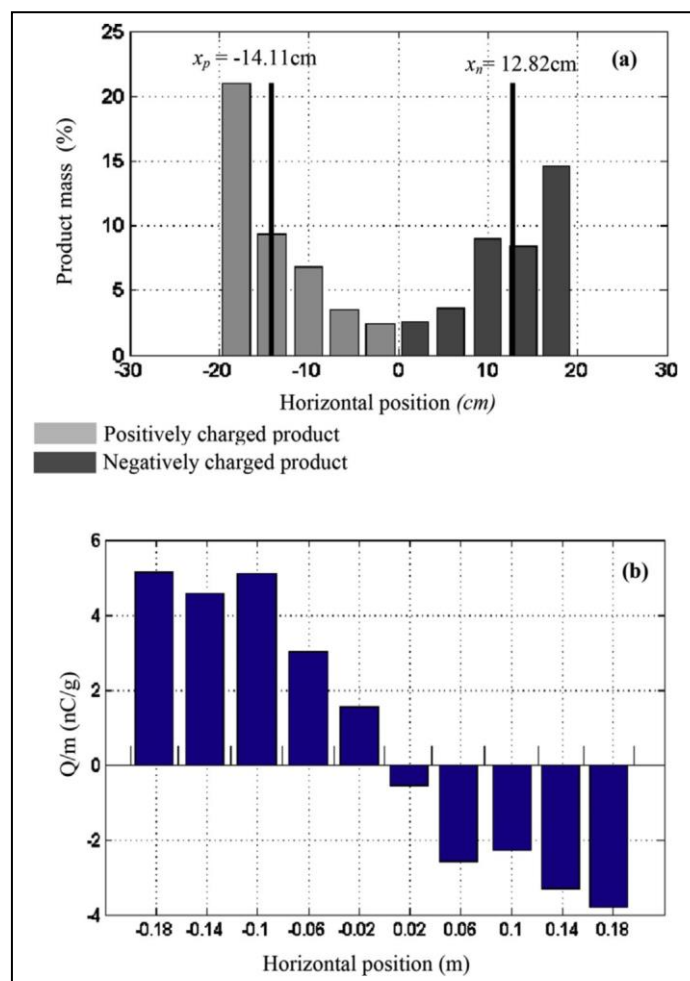 25
x_p = -14.11cm
x_n= 12.82cm
(a)
20
15
10
5
0
Product mass (%)
-30 -20 -10 0 10 20 30
Horizontal position (cm)
Positively charged product
Negatively charged product
6
(b)
4
2
0
-2
-4
Q/m (nC/g)
-0.18 -0.14 -0.1 -0.06 -0.02 0.02 0.06 0.1 0.14 0.18
Horizontal position (m)